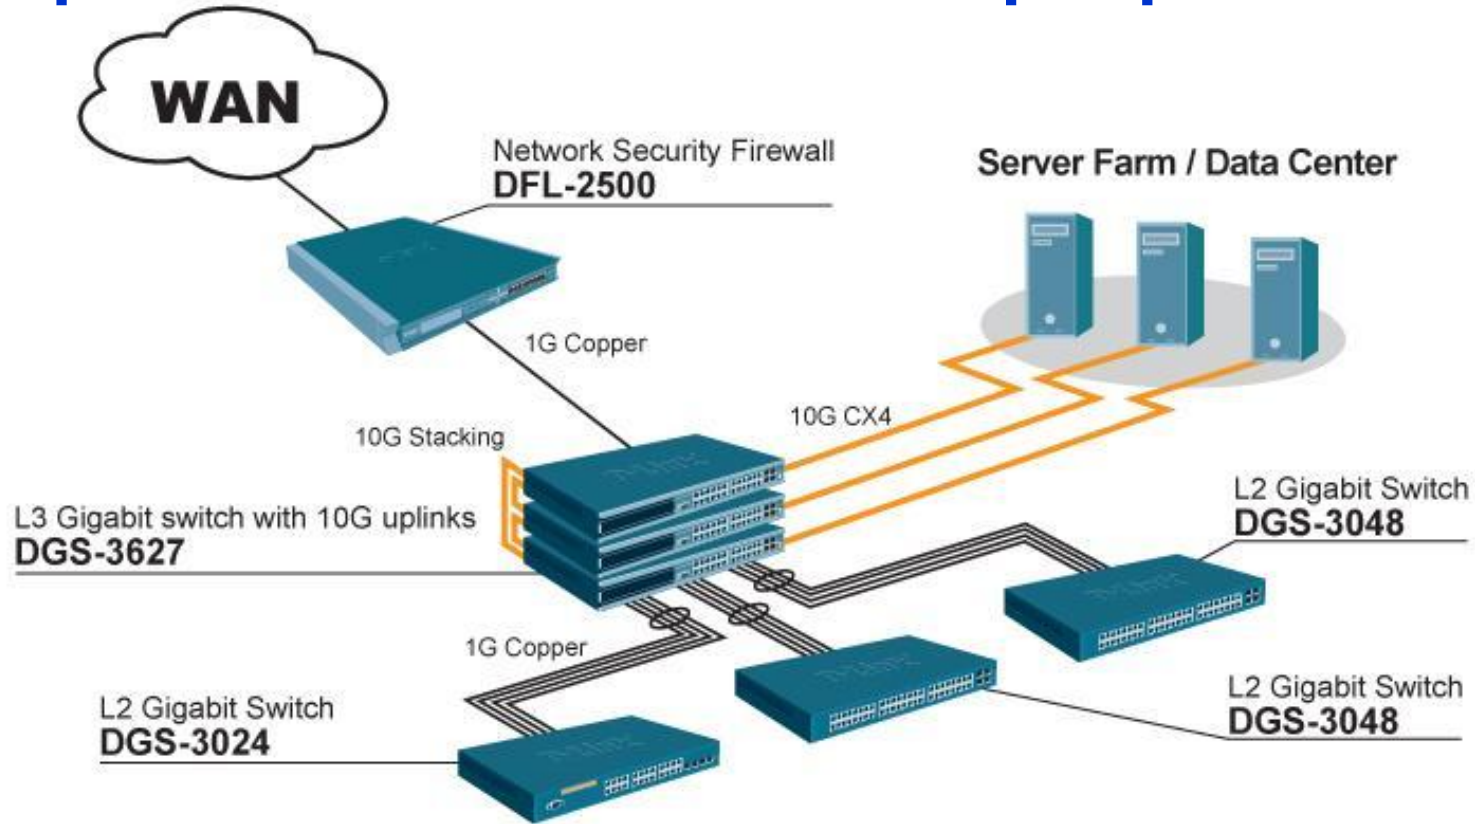 WAN
Network Security Firewall
DFL-2500
Server Farm / Data Center
1G Copper
10G CX4
10G Stacking
L3 Gigabit switch with 10G uplinks
DGS-3627
L2 Gigabit Switch
DGS-3048
1G Copper
L2 Gigabit Switch
DGS-3048
L2 Gigabit Switch
DGS-3024